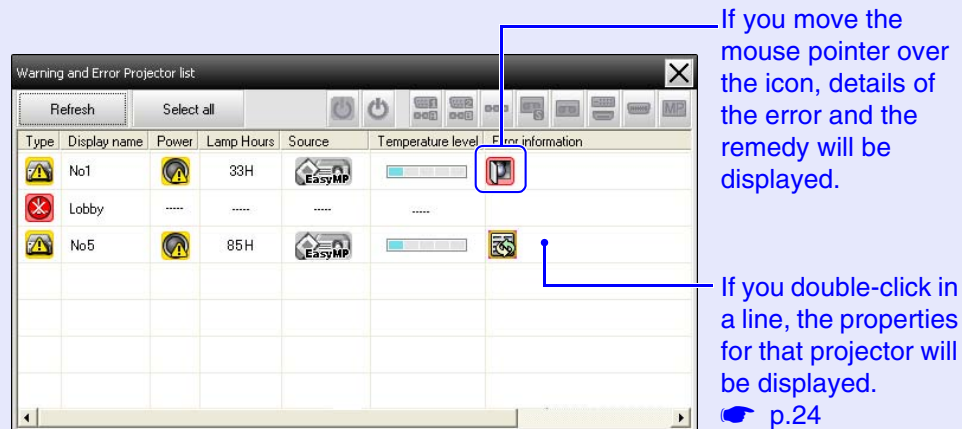 If you move the
mouse pointer over
the icon, details of
the error and the
remedy will be
displayed.
Warning and Error Projector list
Refresh Select all MP
Type Display name Power Lamp Hours Source Temperature level Error information
No1 33H EasyMP
Lobby ----- ----- ----- -----
No5 85H EasyMP
If you double-click in
a line, the properties
for that projector will
be displayed.
☛ p.24